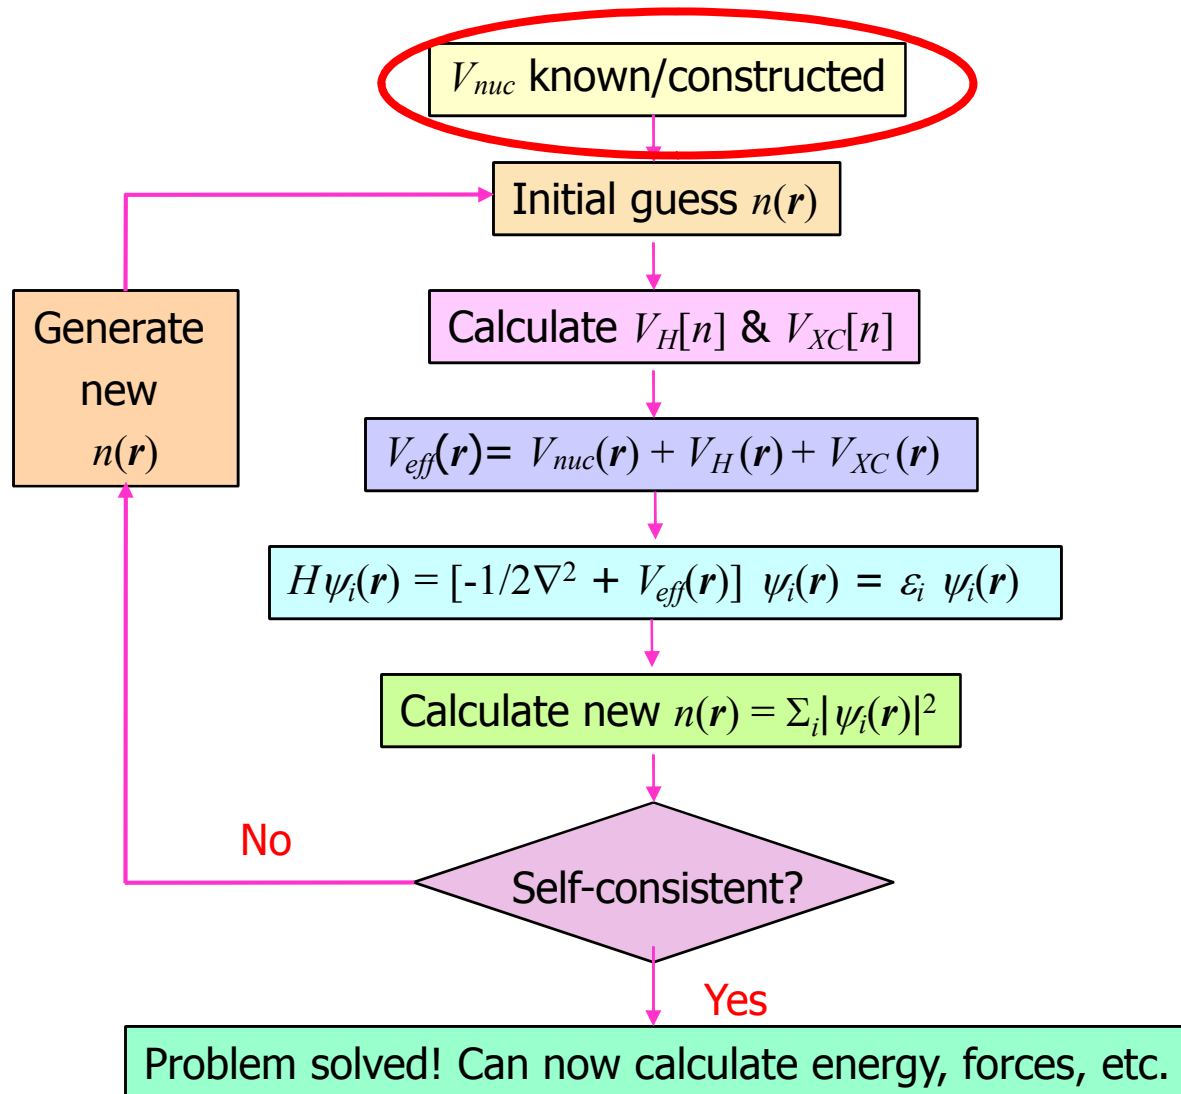 V_nuc known/constructed
Initial guess n(r)
Generate
new
n(r)
Calculate V_H[n] & V_XC[n]
V_eff(r)= V_nuc(r) + V_H(r) + V_XC(r)
Hψ_i(r) = [-1/2∇² + V_eff(r)] ψ_i(r) = ε_i ψ_i(r)
Calculate new n(r) = Σ_i|ψ_i(r)|²
No
Self-consistent?
Yes
Problem solved! Can now calculate energy, forces, etc.